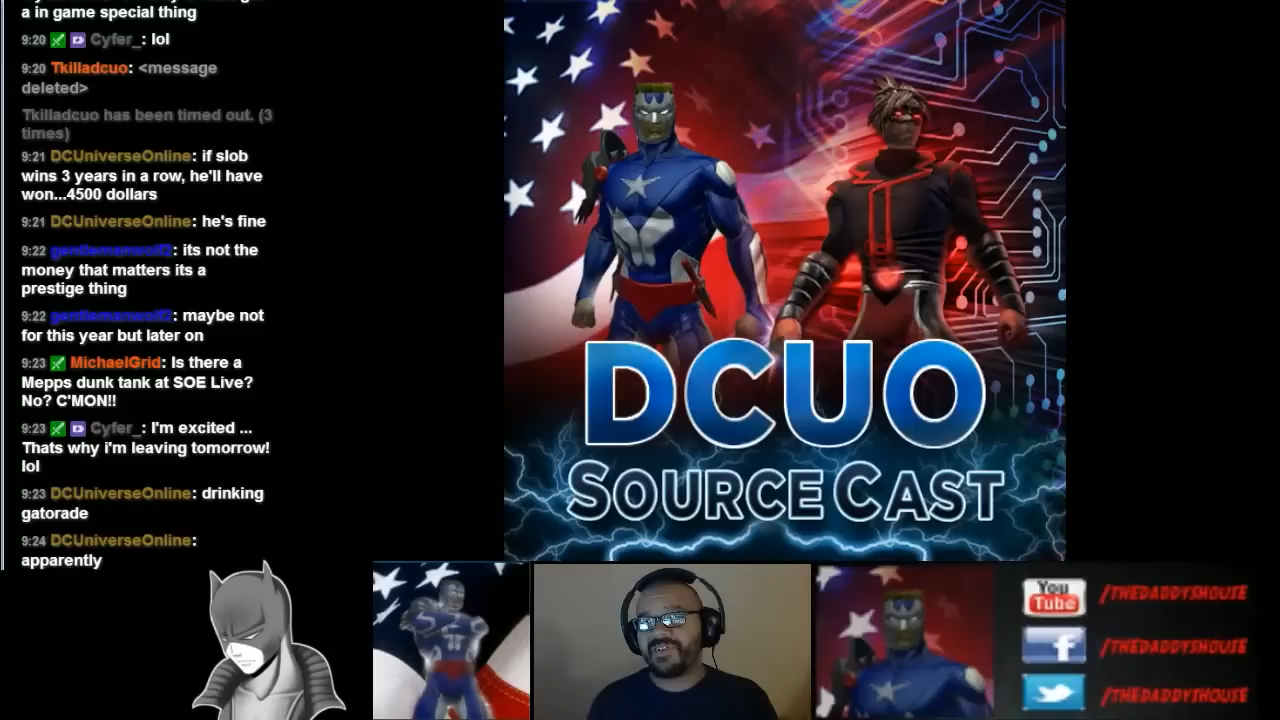 a in game special thing
9:20 Cyfer_: lol
9:20 Tkilladcuo: <message
deleted>
Tkilladcuo has been timed out. (3
times)
9:21 DCUniverseOnline: if slob
wins 3 years in a row, he'll have
won...4500 dollars
9:21 DCUniverseOnline: he's fine
9:22 gentlemanwolf2: its not the
money that matters its a
prestige thing
9:22 gentlemanwolf2: maybe not
for this year but later on
9:23 MichaelGrid: Is there a
Mepps dunk tank at SOE Live?
No? C'MON!!
9:23 Cyfer_: I'm excited ...
Thats why i'm leaving tomorrow!
lol
9:23 DCUniverseOnline: drinking
gatorade
9:24 DCUniverseOnline:
apparently
DCUO
SOURCE CAST
You Tube /THEDADDYSHOUSE
f /THEDADDYSHOUSE
/THEDADDYSHOUSE